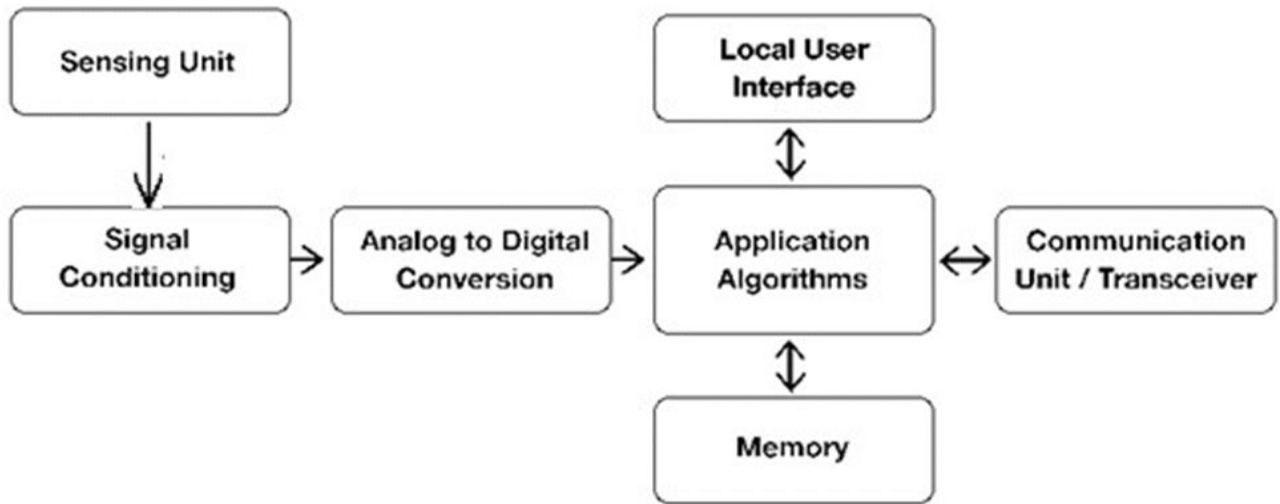 Sensing Unit
Local User
Interface
Signal
Conditioning
Analog to Digital
Conversion
Application
Algorithms
Communication
Unit / Transceiver
Memory